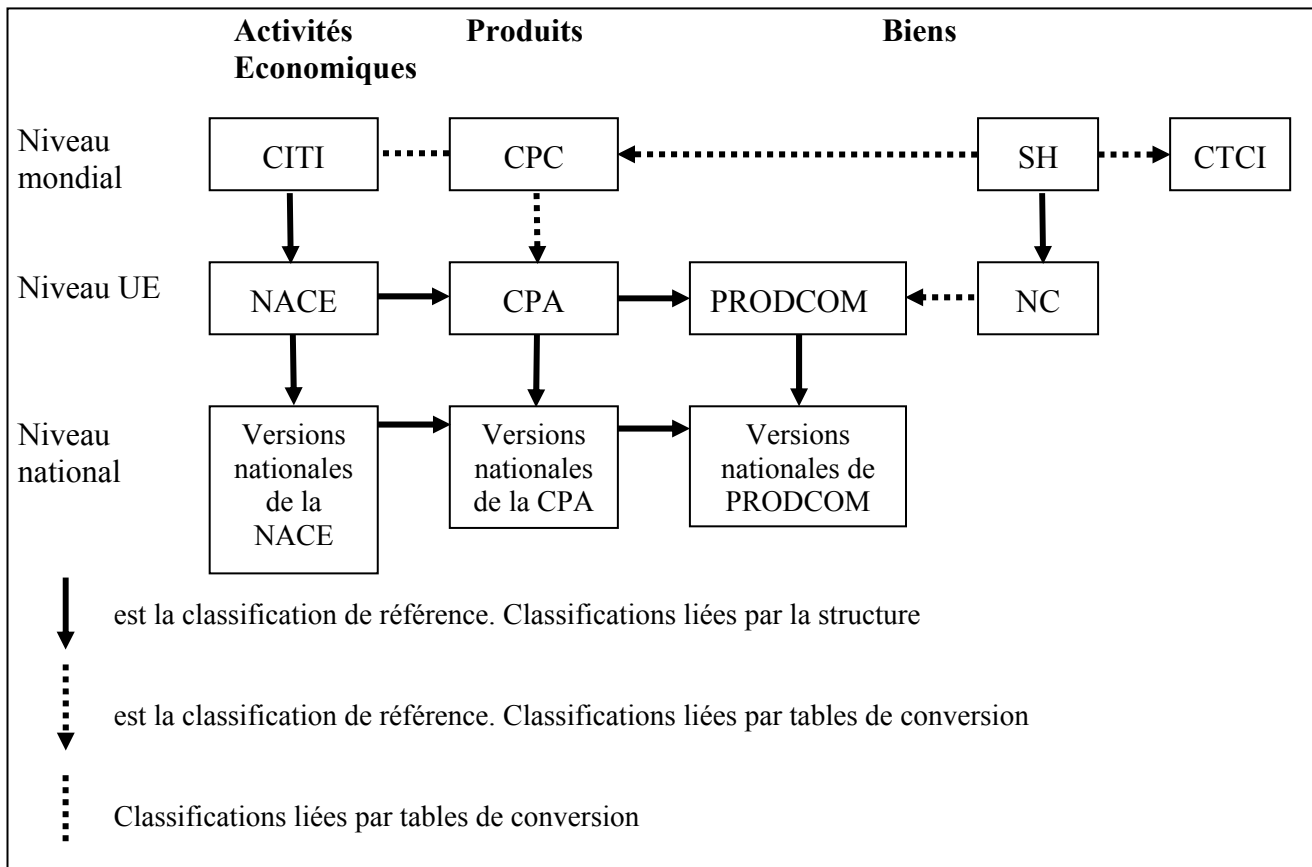 Activités Economiques
Produits
Biens
Niveau mondial
CITI
CPC
SH
CTCI
Niveau UE
NACE
CPA
PRODCOM
NC
Niveau national
Versions
nationales
de la
NACE
Versions
nationales
de la CPA
Versions
nationales de
PRODCOM
est la classification de référence. Classifications liées par la structure
est la classification de référence. Classifications liées par tables de conversion
Classifications liées par tables de conversion